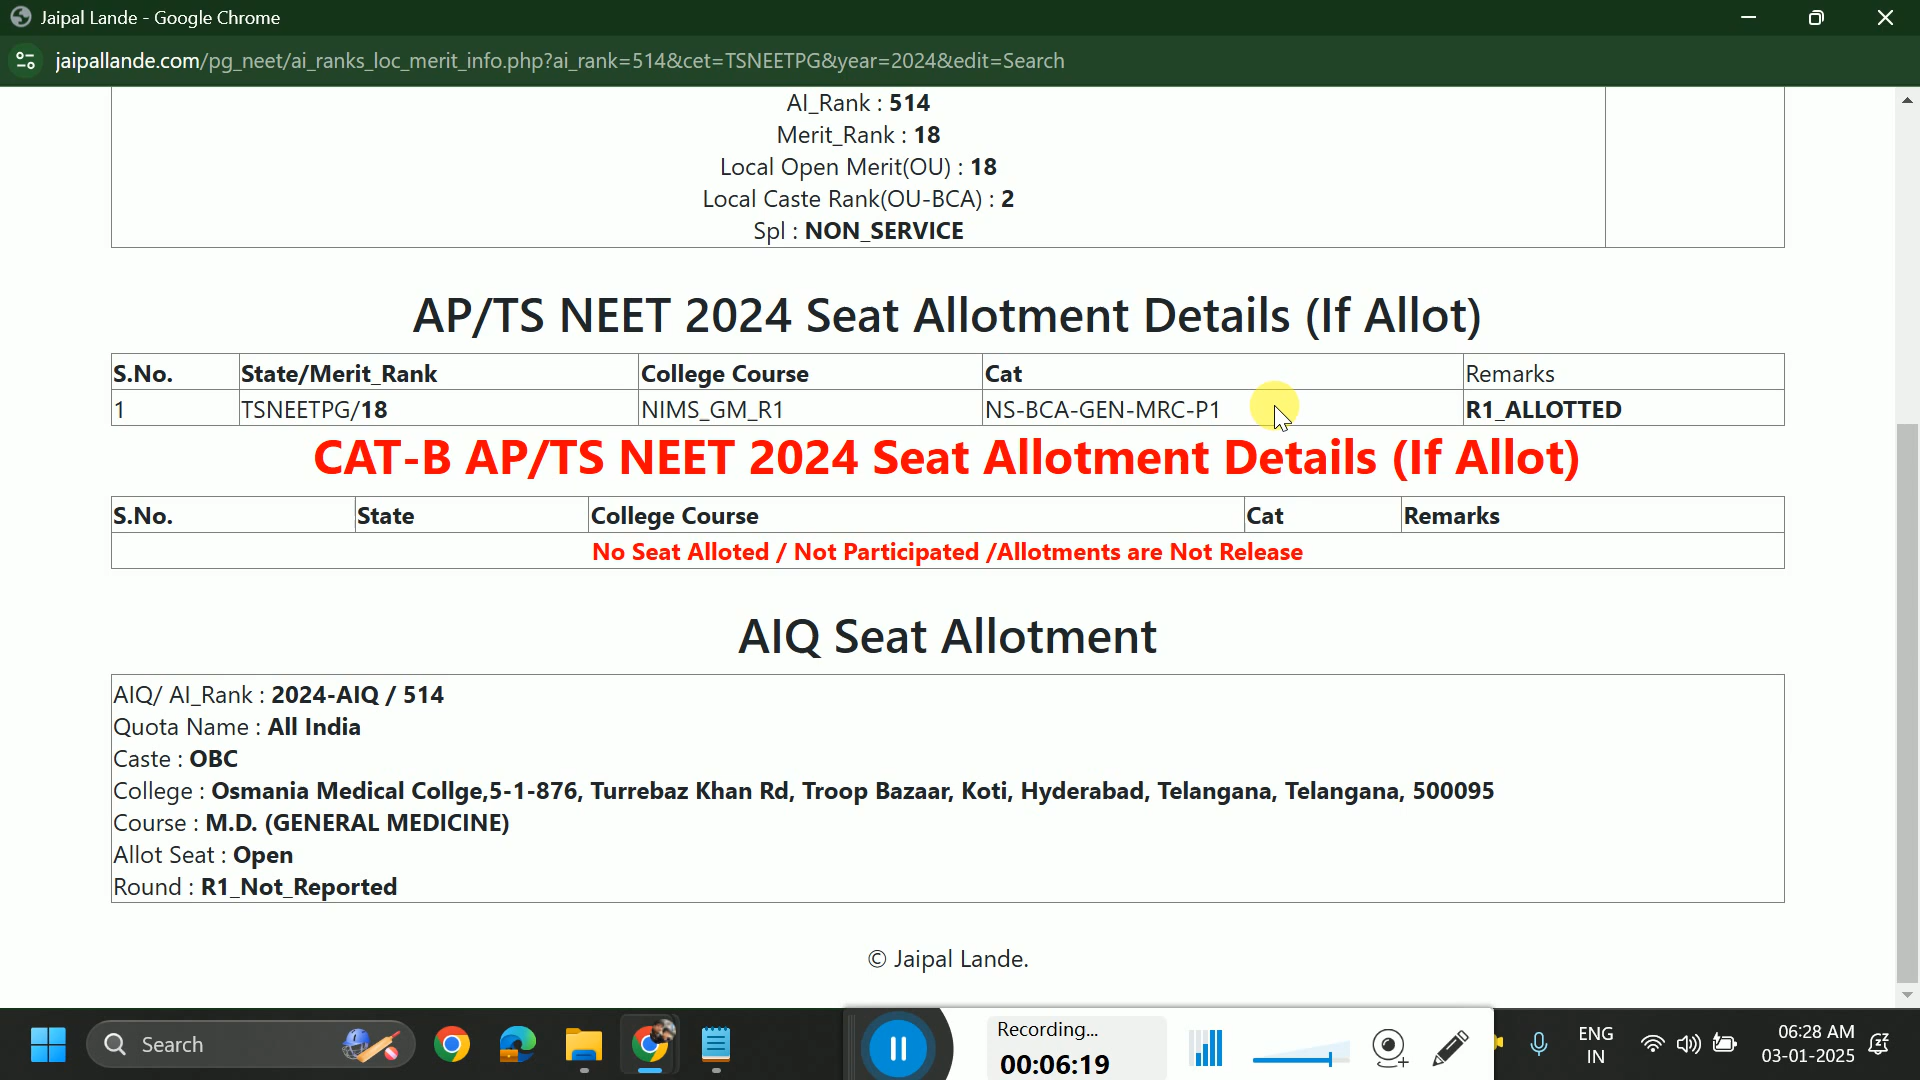 Jaipal Lande - Google Chrome
jaipallande.com/pg_neet/ai_ranks_loc_merit_info.php?ai_rank=514&cet=TSNEETPG&year=2024&edit=Search
AI_Rank : 514
Merit_Rank : 18
Local Open Merit(OU) : 18
Local Caste Rank(OU-BCA) : 2
Spl : NON_SERVICE
AP/TS NEET 2024 Seat Allotment Details (If Allot)
S.No. State/Merit_Rank College Course Cat Remarks
1 TSNEETPG/18 NIMS_GM_R1 NS-BCA-GEN-MRC-P1 R1_ALLOTTED
CAT-B AP/TS NEET 2024 Seat Allotment Details (If Allot)
S.No. State College Course Cat Remarks
No Seat Alloted / Not Participated /Allotments are Not Release
AIQ Seat Allotment
AIQ/ AI_Rank : 2024-AIQ / 514
Quota Name : All India
Caste : OBC
College : Osmania Medical Collge,5-1-876, Turrebaz Khan Rd, Troop Bazaar, Koti, Hyderabad, Telangana, Telangana, 500095
Course : M.D. (GENERAL MEDICINE)
Allot Seat : Open
Round : R1_Not_Reported
© Jaipal Lande.
Search
Recording...
00:06:19
ENG
IN
06:28 AM
03-01-2025